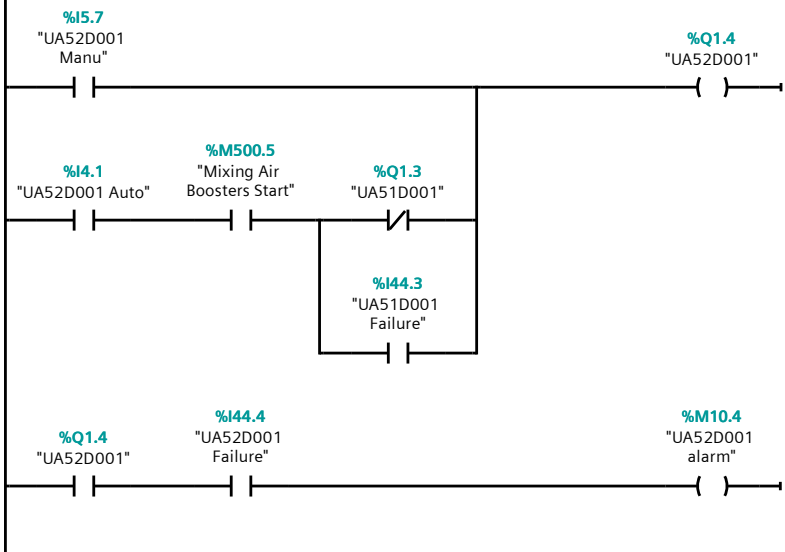 %I5.7
"UA52D001
Manu"
%Q1.4
"UA52D001"
%I4.1
"UA52D001 Auto"
%M500.5
"Mixing Air
Boosters Start"
%Q1.3
"UA51D001"
%I44.3
"UA51D001
Failure"
%Q1.4
"UA52D001"
%I44.4
"UA52D001
Failure"
%M10.4
"UA52D001
alarm"